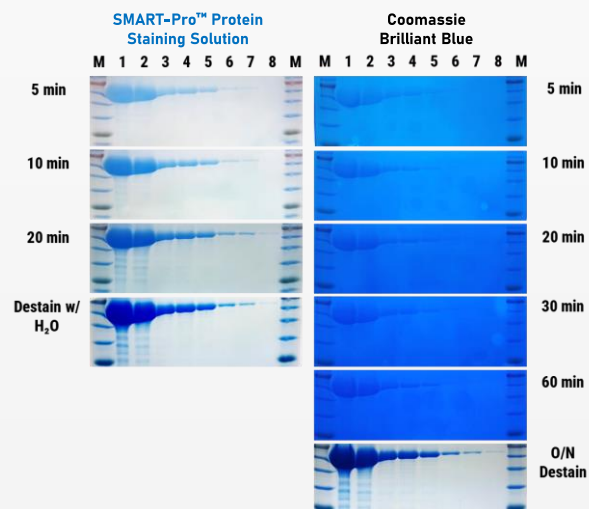 SMART-Pro™ Protein
Staining Solution
Coomassie
Brilliant Blue
M 1 2 3 4 5 6 7 8 M
M 1 2 3 4 5 6 7 8 M
5 min
5 min
10 min
10 min
20 min
20 min
Destain w/
H₂O
30 min
60 min
O/N
Destain